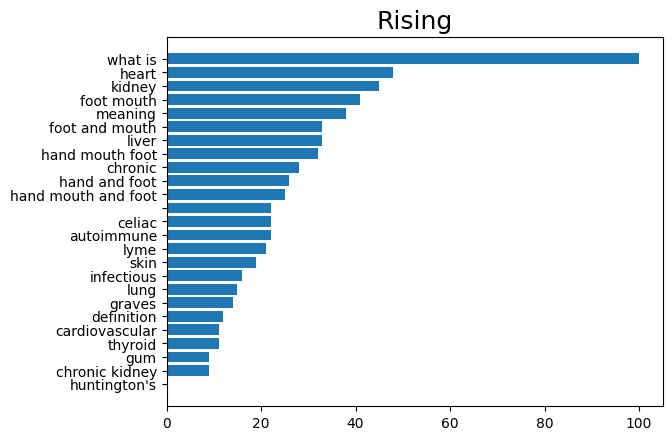 Rising
what is
heart
kidney
foot mouth
meaning
foot and mouth
liver
hand mouth foot
chronic
hand and foot
hand mouth and foot
celiac
autoimmune
lyme
skin
infectious
lung
graves
definition
cardiovascular
thyroid
gum
chronic kidney
huntington's
0 20 40 60 80 100